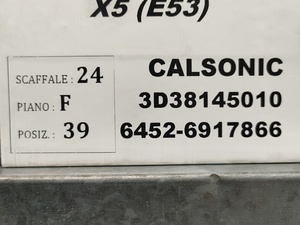 X5 (E53)
SCAFFALE : 24
PIANO : F
POSIZ. : 39
CALSONIC
3D38145010
6452-6917866